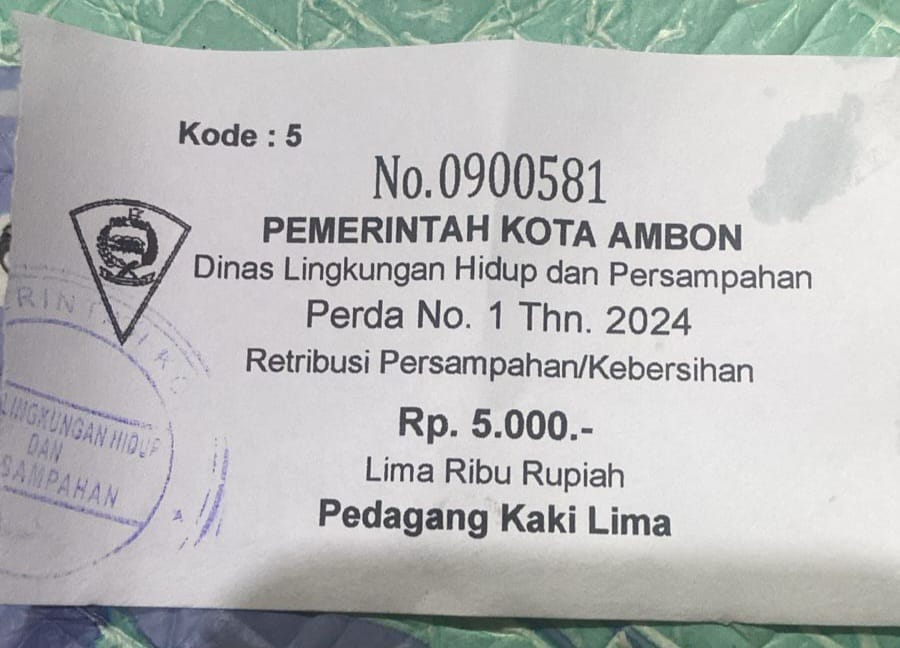 Kode : 5
No.0900581
PEMERINTAH KOTA AMBON
Dinas Lingkungan Hidup dan Persampahan
Perda No. 1 Thn. 2024
Retribusi Persampahan/Kebersihan
Rp. 5.000.-
Lima Ribu Rupiah
Pedagang Kaki Lima
LINGKUNGAN HIDUP
DAN
SAMPAHAN